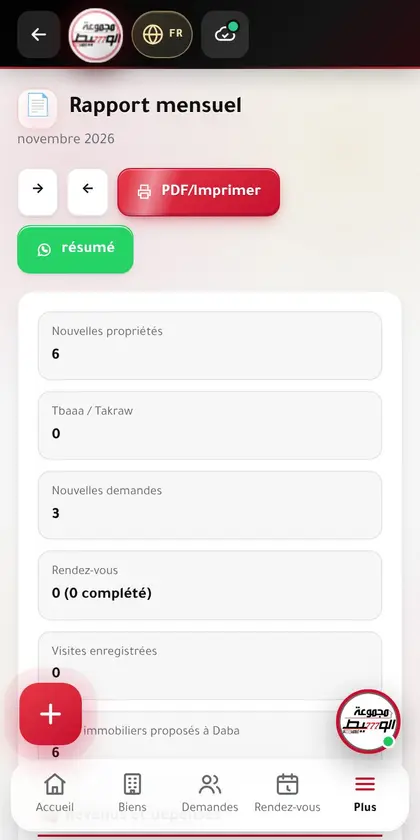 FR
Rapport mensuel
novembre 2026
PDF/Imprimer
résumé
Nouvelles propriétés
6
Tbaaa / Takraw
0
Nouvelles demandes
3
Rendez-vous
0 (0 complété)
Visites enregistrées
0
immobiliers proposés à Daba
6
مجموعة
الوسيط
Accueil
Biens
Demandes
Rendez-vous
Plus